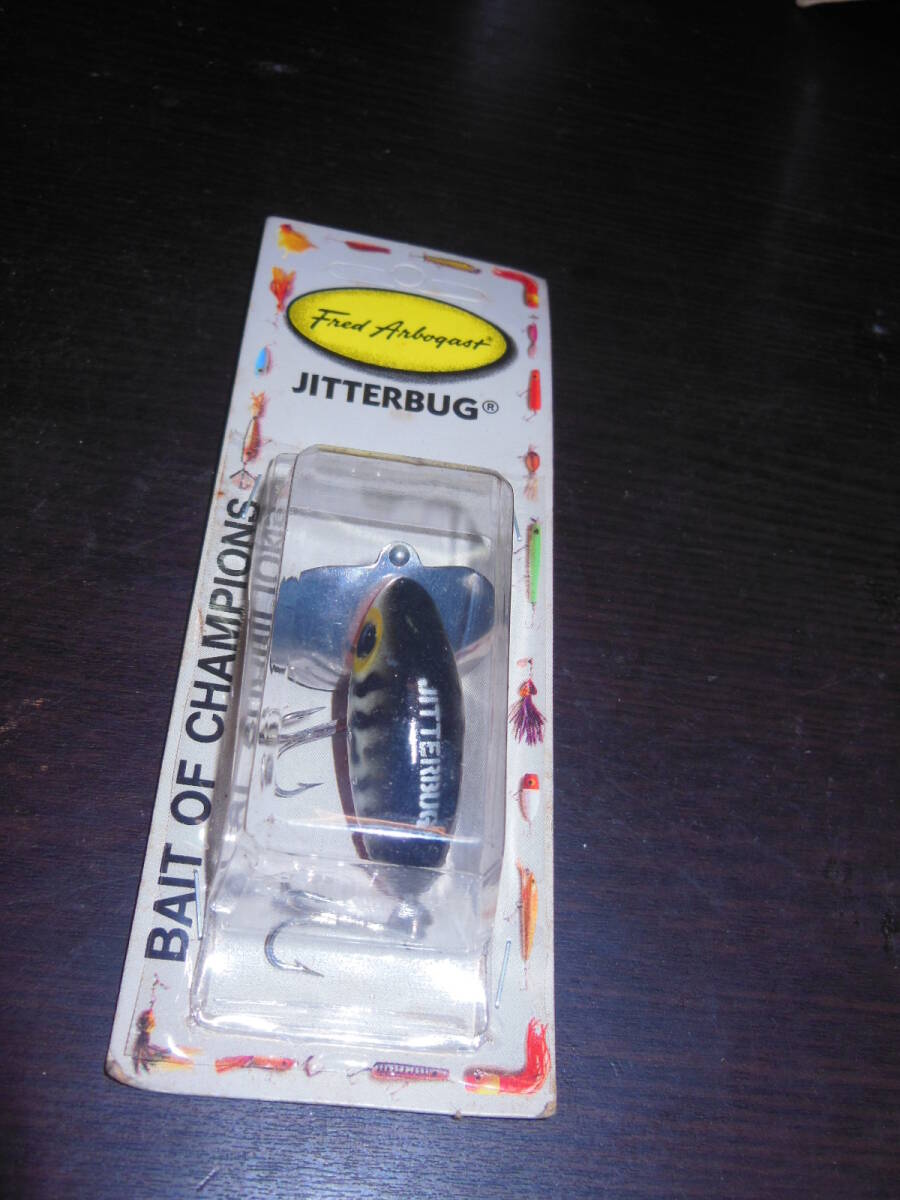 Fred Arbogast®
JITTERBUG®
BAIT OF CHAMPIONS
JITTERBUG